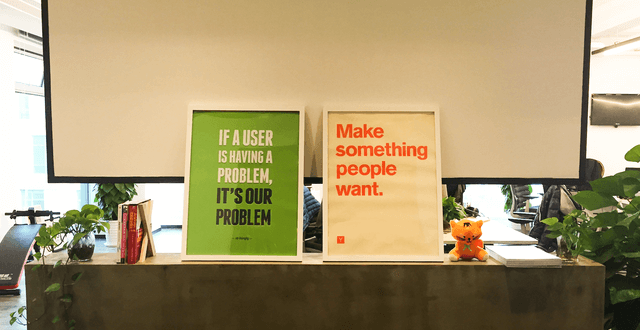 IF A USER
IS HAVING A
PROBLEM,
IT'S OUR
PROBLEM
Make
something
people
want.
Y